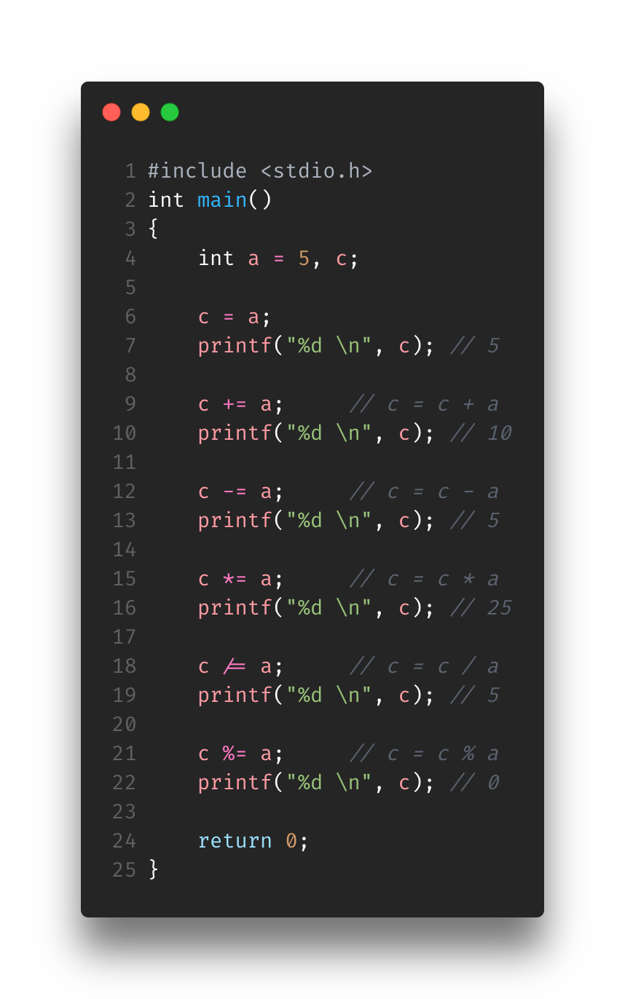 1 #include <stdio.h>
2 int main()
3 {
4     int a = 5, c;
5
6     c = a;
7     printf("%d \n", c); // 5
8
9     c += a;     // c = c + a
10     printf("%d \n", c); // 10
11
12     c -= a;     // c = c - a
13     printf("%d \n", c); // 5
14
15     c *= a;     // c = c * a
16     printf("%d \n", c); // 25
17
18     c /= a;     // c = c / a
19     printf("%d \n", c); // 5
20
21     c %= a;     // c = c % a
22     printf("%d \n", c); // 0
23
24     return 0;
25 }